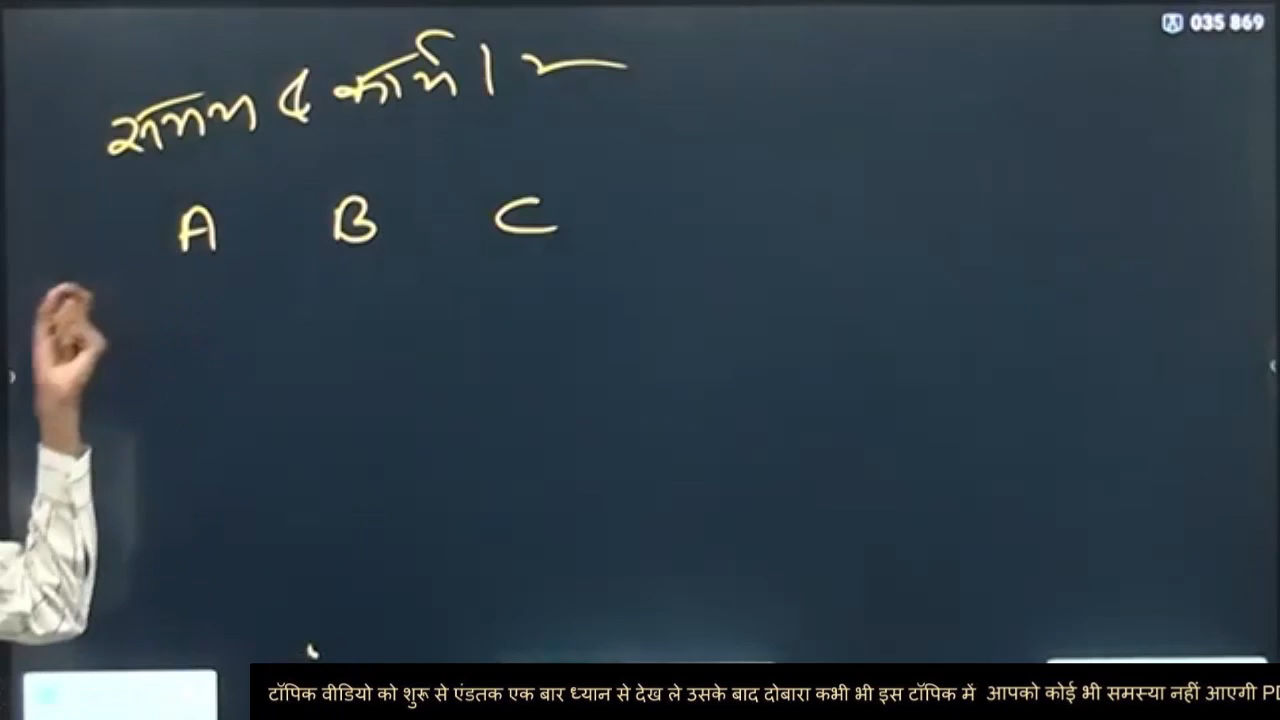 035 869
समय & कार्य।
A B C
टॉपिक वीडियो को शुरू से एंडतक एक बार ध्यान से देख ले उसके बाद दोबारा कभी भी इस टॉपिक में आपको कोई भी समस्या नहीं आएगी